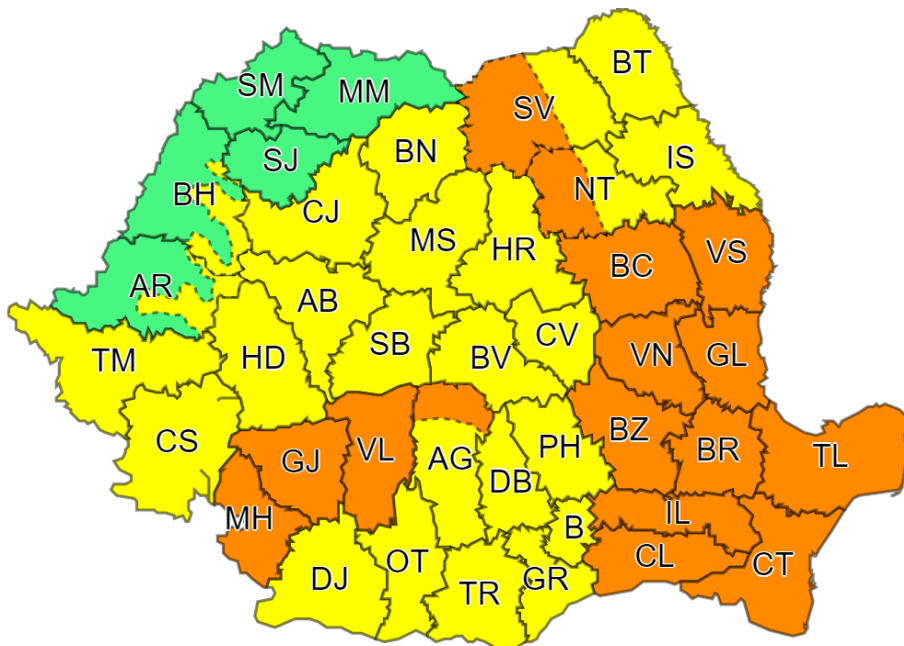 BT
SM
MM
SV
BN
IS
SJ
NT
BH
CJ
MS
HR
VS
BC
AR
AB
CV
SB
TM
HD
BV
VN
GL
CS
BZ
BR
PH
TL
GJ
VL
AG
DB
MH
IL
B
CL
CT
OT
DJ
TR
GR